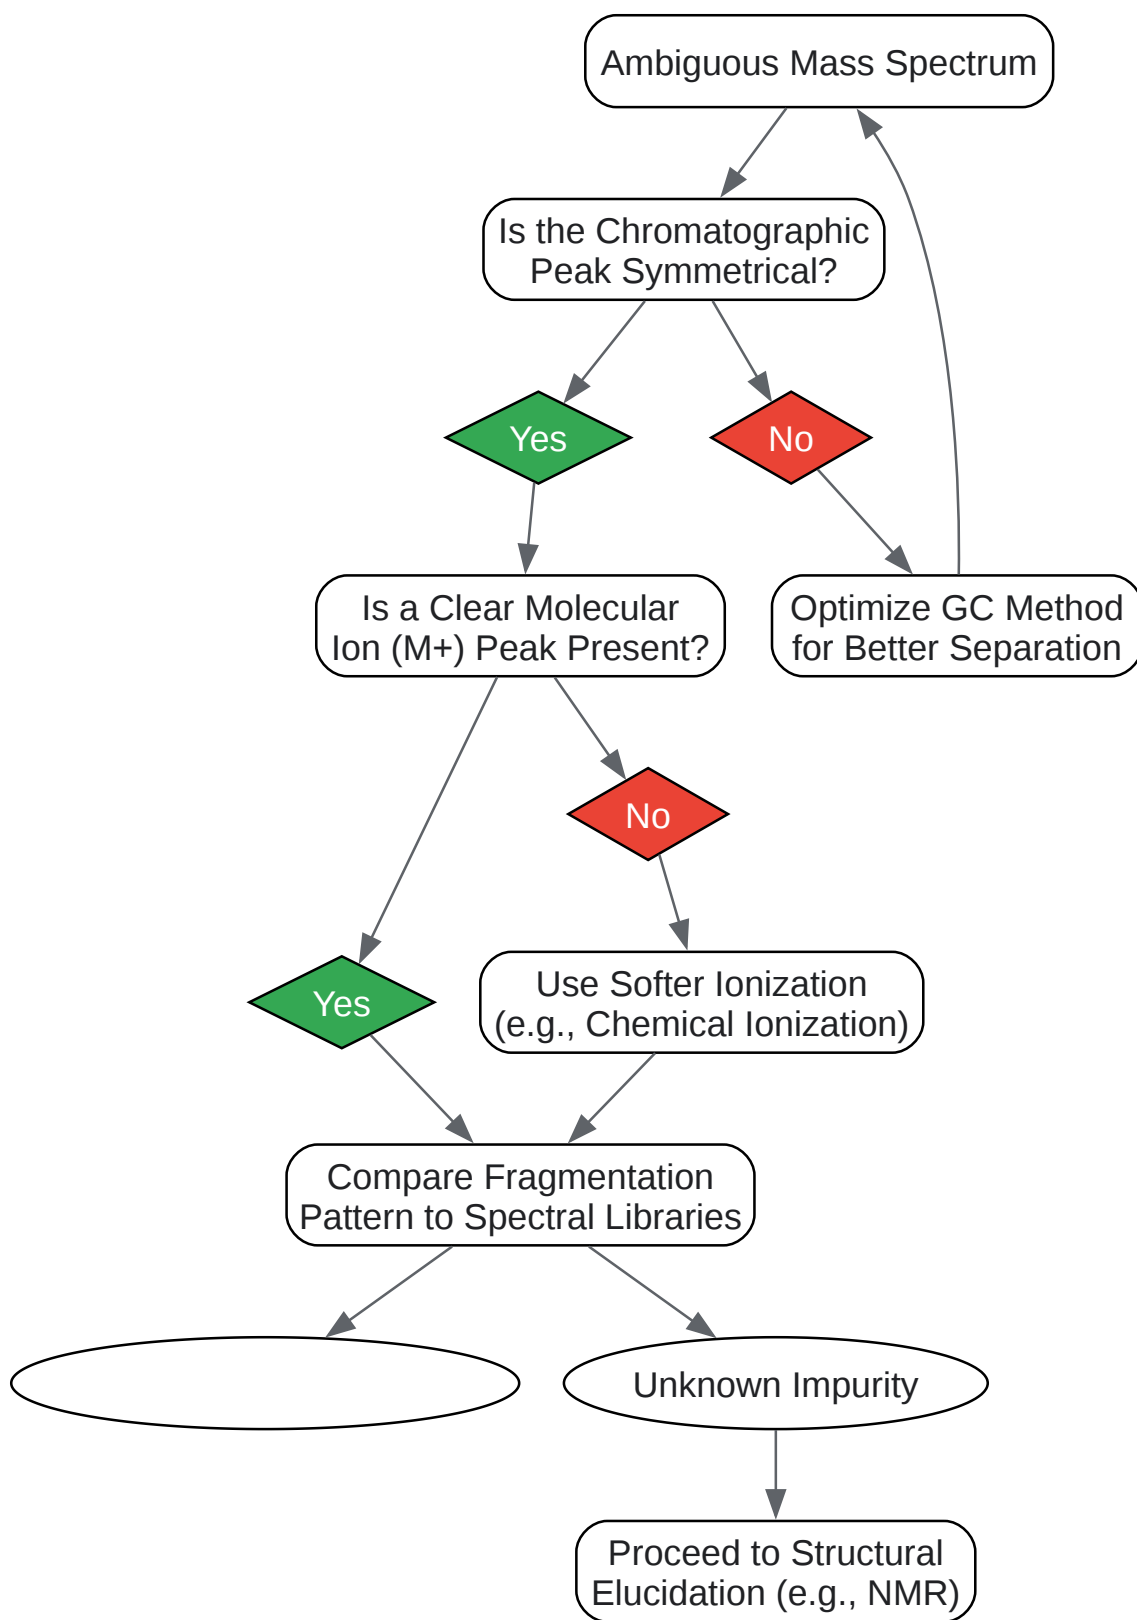 Ambiguous Mass Spectrum
Is the Chromatographic
Peak Symmetrical?
Yes
No
Is a Clear Molecular
Ion (M+) Peak Present?
Optimize GC Method
for Better Separation
No
Yes
Use Softer Ionization
(e.g., Chemical Ionization)
Compare Fragmentation
Pattern to Spectral Libraries
Unknown Impurity
Proceed to Structural
Elucidation (e.g., NMR)